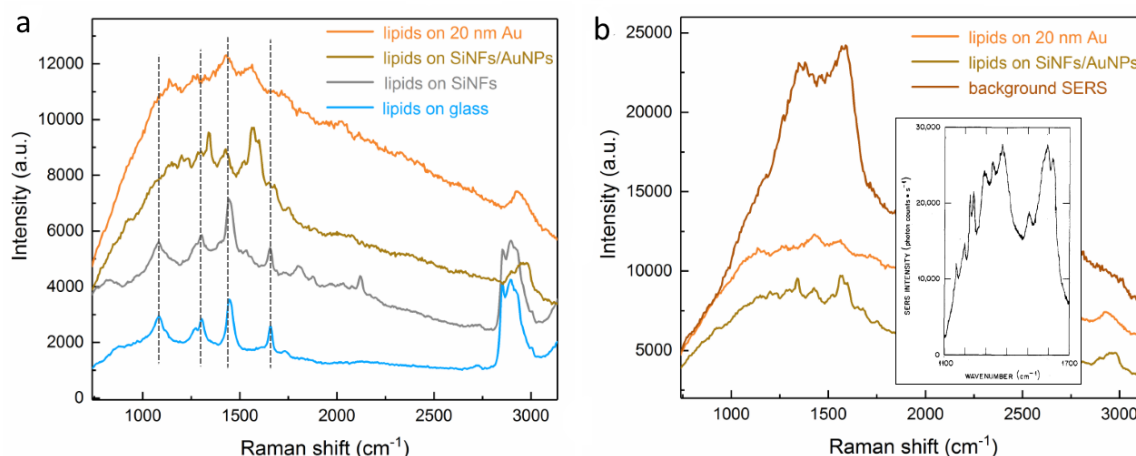 a
lipids on 20 nm Au
lipids on SiNFs/AuNPs
lipids on SiNFs
lipids on glass
14000
12000
10000
8000
6000
4000
2000
0
Intensity (a.u.)
1000
1500
2000
2500
3000
Raman shift (cm⁻¹)
b
lipids on 20 nm Au
lipids on SiNFs/AuNPs
background SERS
25000
20000
15000
10000
5000
Intensity (a.u.)
1000
1500
2000
2500
3000
Raman shift (cm⁻¹)
30,000
20,000
10,000
0
SERS INTENSITY (photon counts • s⁻¹)
1100
1700
WAVENUMBER (cm⁻¹)